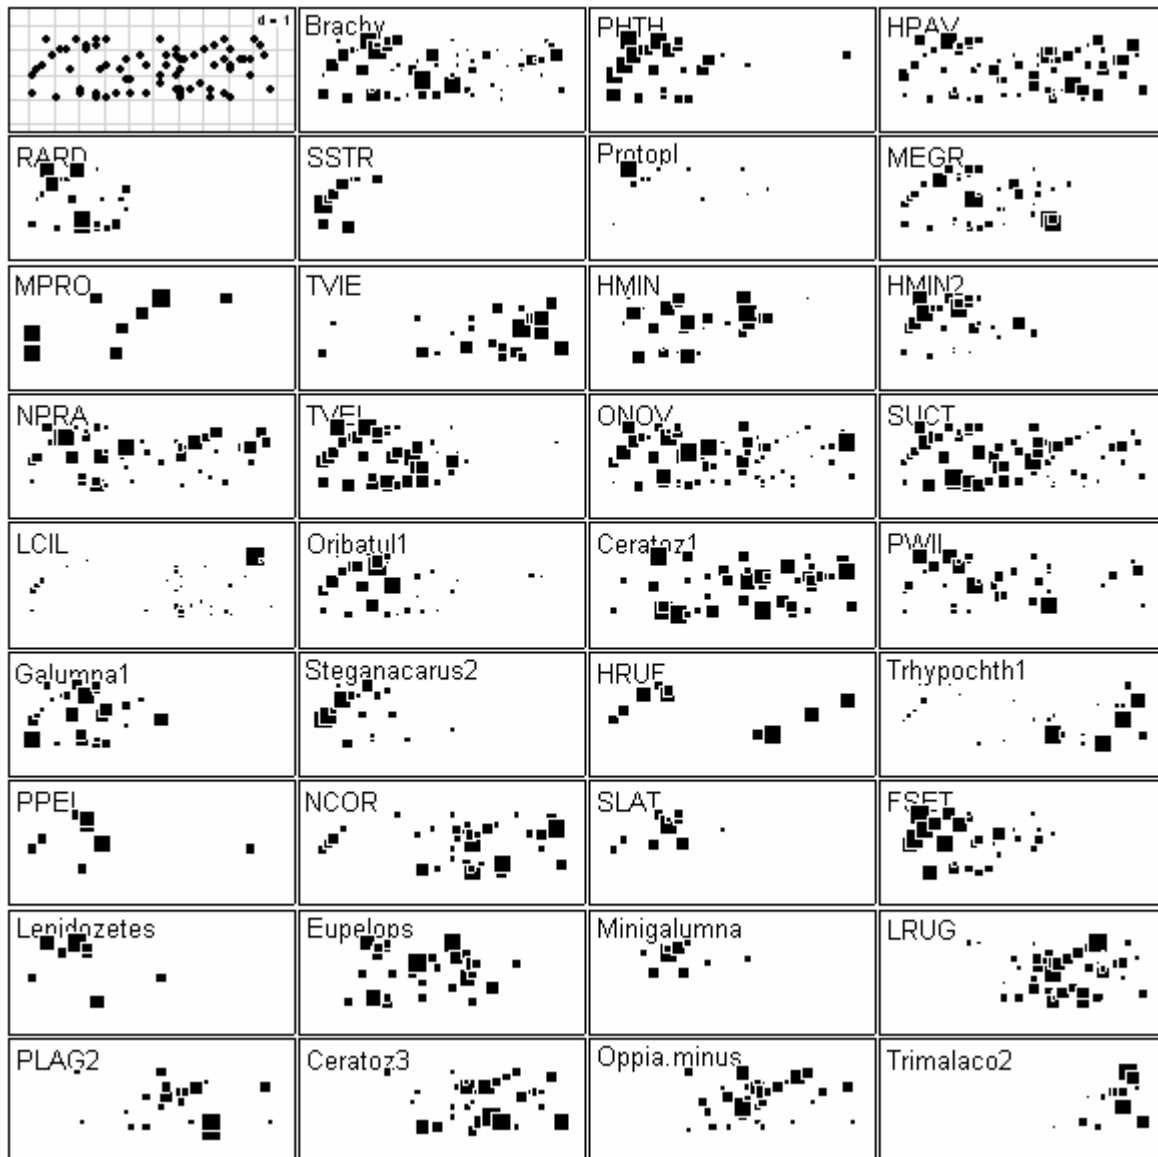 d = 1
Brachy
PHTH
HPAV
RARD
SSTR
Protopl
MEGR
MPRO
TVIE
HMIN
HMIN2
NPRA
TVEL
ONOV
SUCT
LCIL
Oribatul1
Ceratoz1
PWIL
Galumna1
Steganacarus2
HRUF
Trhypochth1
PPEL
NCOR
SLAT
FSET
Lepidozetes
Eupelops
Minigalumna
LRUG
PLAG2
Ceratoz3
Oppia.minus
Trimalaco2